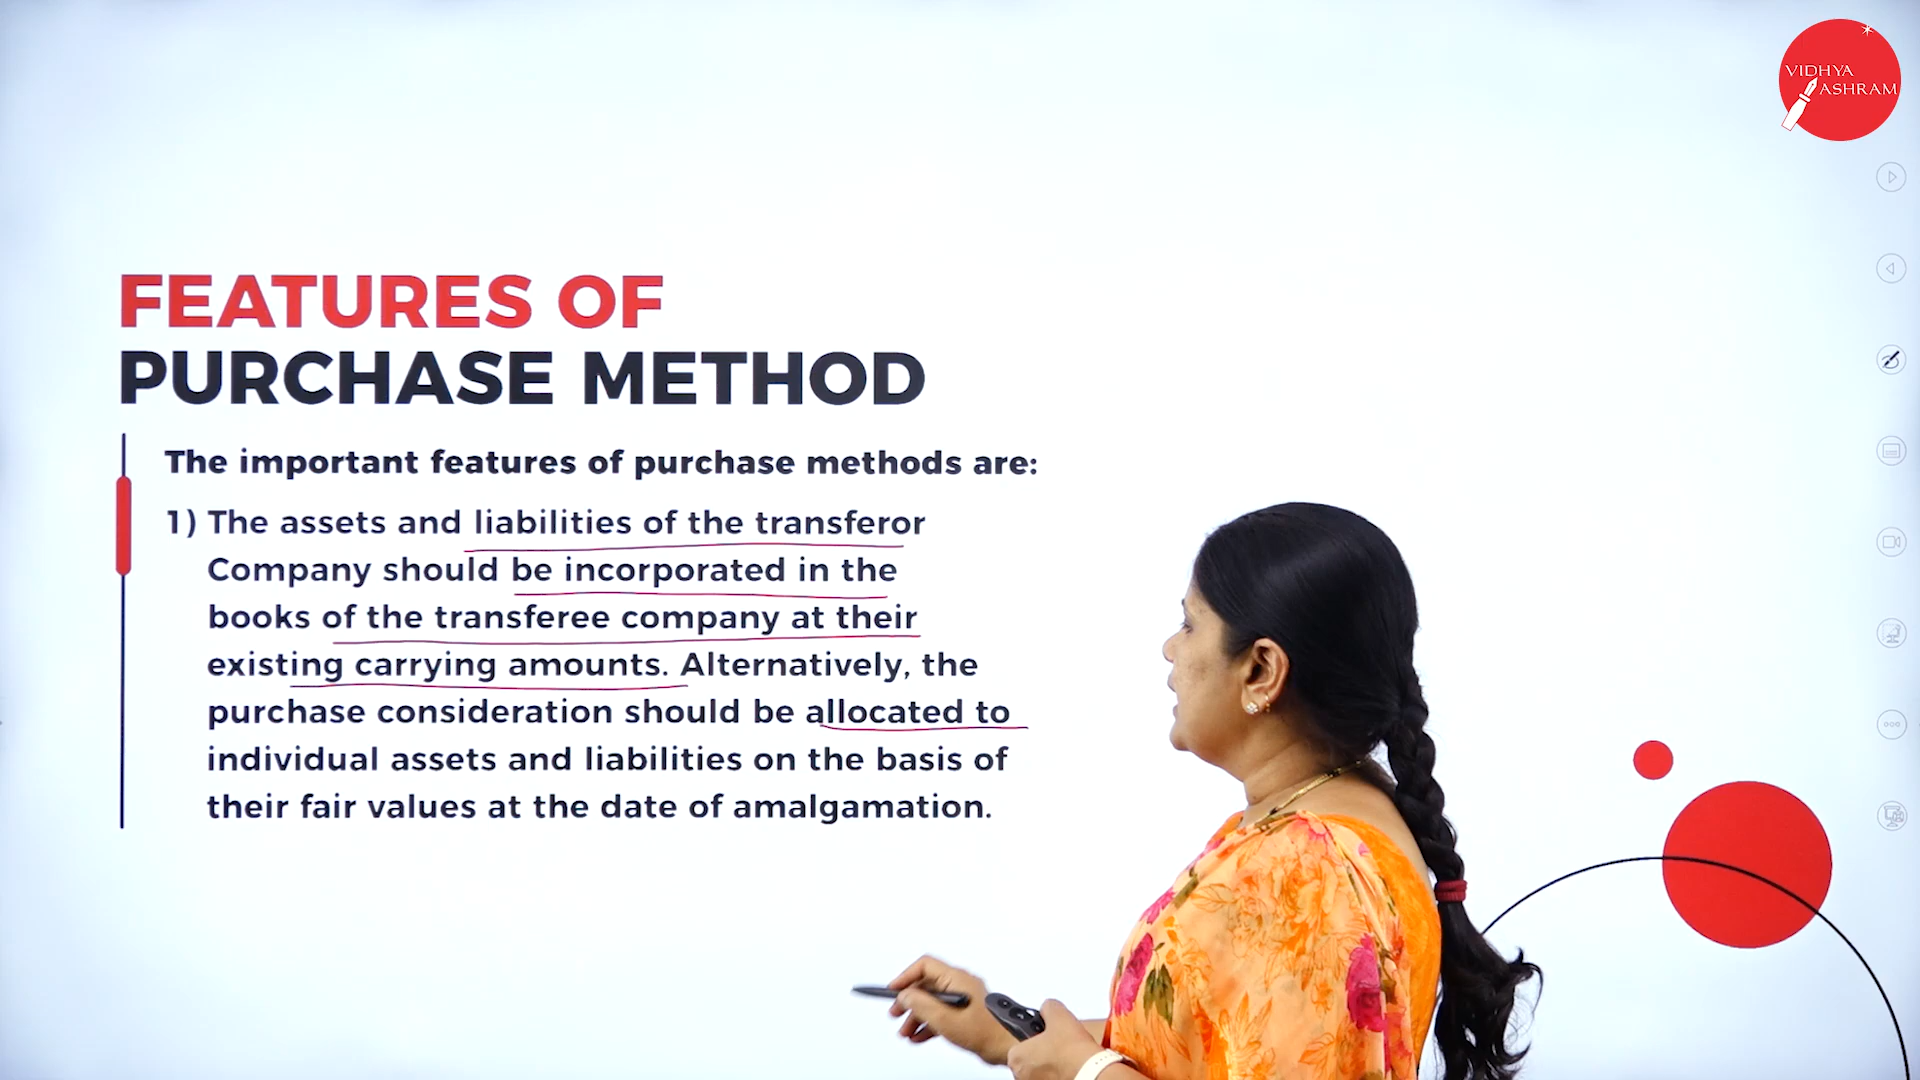 VIDHYA
ASHRAM
FEATURES OF
PURCHASE METHOD
The important features of purchase methods are:
1) The assets and liabilities of the transferor
Company should be incorporated in the
books of the transferee company at their
existing carrying amounts. Alternatively, the
purchase consideration should be allocated to
individual assets and liabilities on the basis of
their fair values at the date of amalgamation.